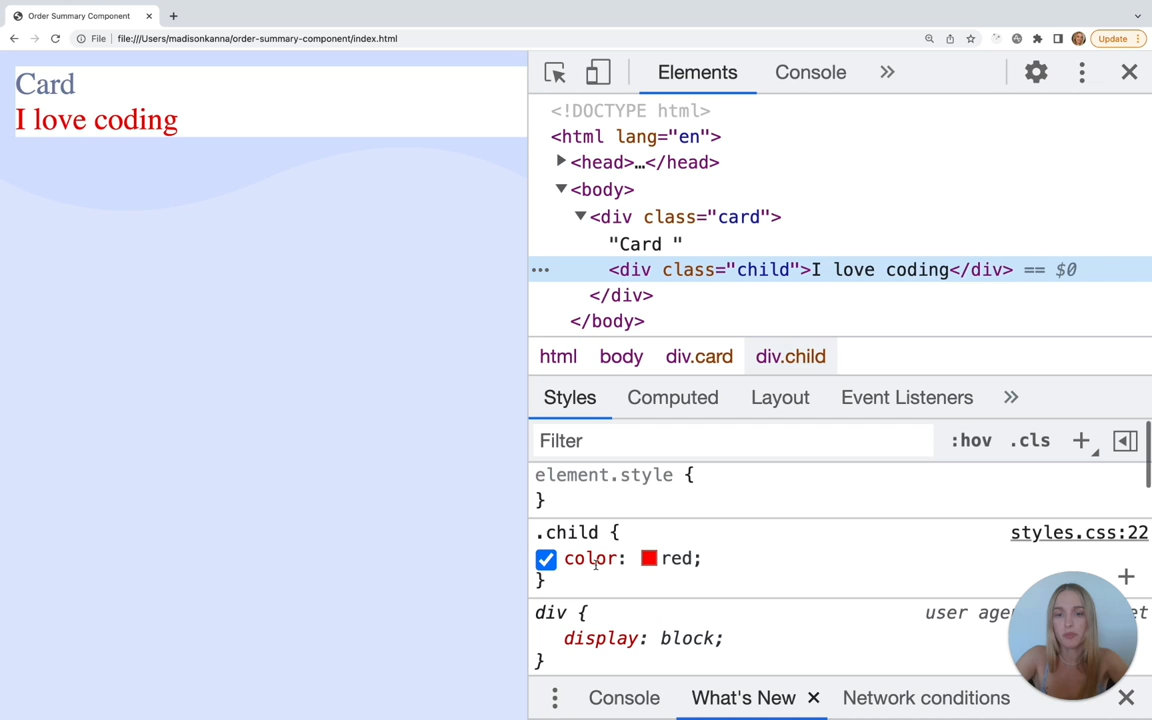 Order Summary Component
File file:///Users/madisonkanna/order-summary-component/index.html Update
Card
I love coding
Elements Console
<!DOCTYPE html>
<html lang="en">
<head>…</head>
<body>
<div class="card">
"Card "
<div class="child">I love coding</div> == $0
</div>
</body>
html body div.card div.child
Styles Computed Layout Event Listeners
Filter :hov .cls
element.style {
}
.child { styles.css:22
color: red;
}
div { user age et
display: block;
}
Console What's New Network conditions